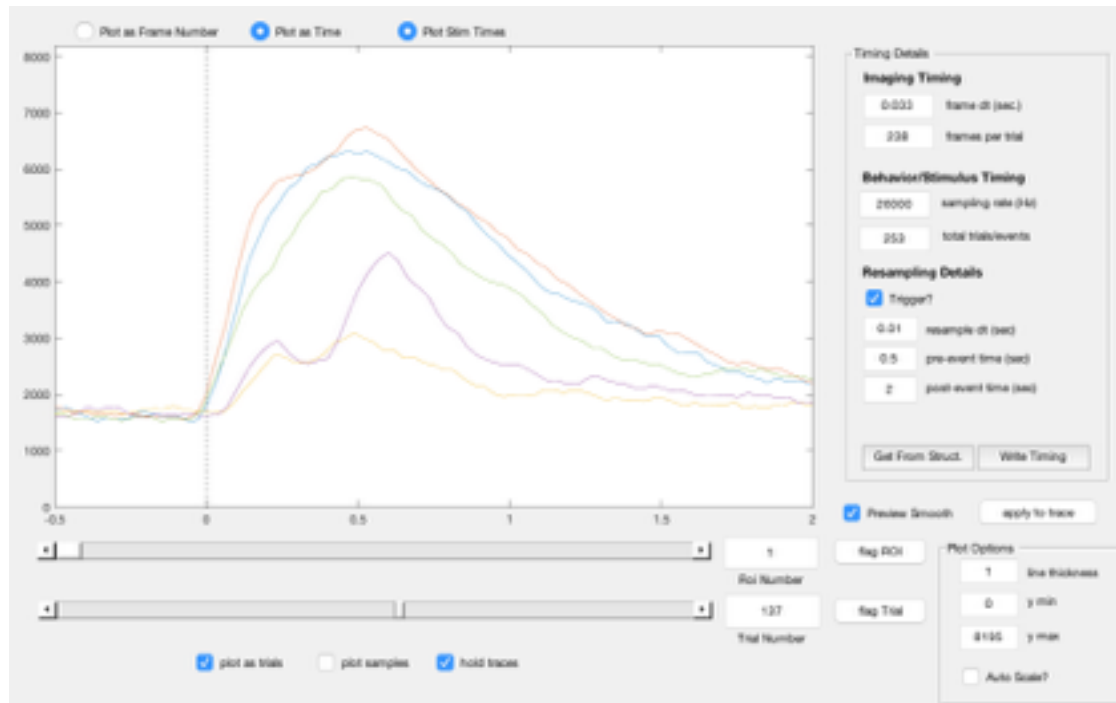 Plot as Frame Number
Plot as Time
Plot Stim Times
8000
7000
6000
5000
4000
3000
2000
1000
0
-0.5
0
0.5
1
1.5
2
Timing Details
Imaging Timing
0.033 frame dt (sec.)
238 frames per trial
Behavior/Stimulus Timing
20000 sampling rate (Hz)
253 total trials/events
Resampling Details
Trigger?
0.01 resample dt (sec)
0.5 pre-event time (sec)
2 post-event time (sec)
Get From Struct.
Write Timing
Preview Smooth
apply to trace
1
Roi Number
flag ROI
137
Trial Number
flag Trial
plot as trials
plot samples
hold traces
Plot Options
1 line thickness
0 y min
8195 y max
Auto Scale?